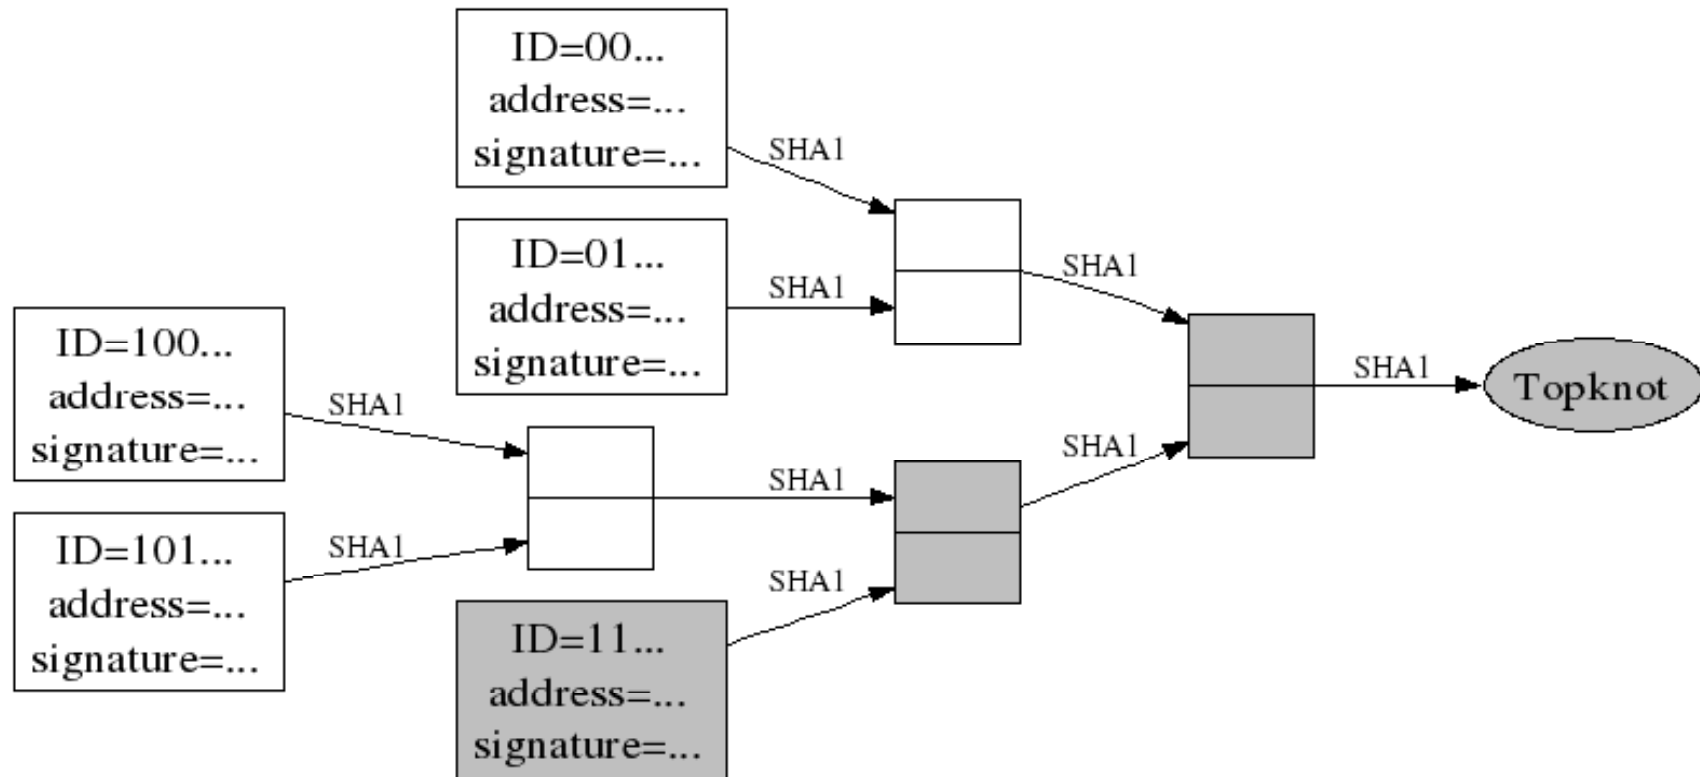 ID=00...
address=...
signature=...
SHA1
ID=01...
address=...
signature=...
SHA1
SHA1
ID=100...
address=...
signature=...
SHA1
SHA1
Topknot
SHA1
SHA1
ID=101...
address=...
signature=...
SHA1
SHA1
ID=11...
address=...
signature=...